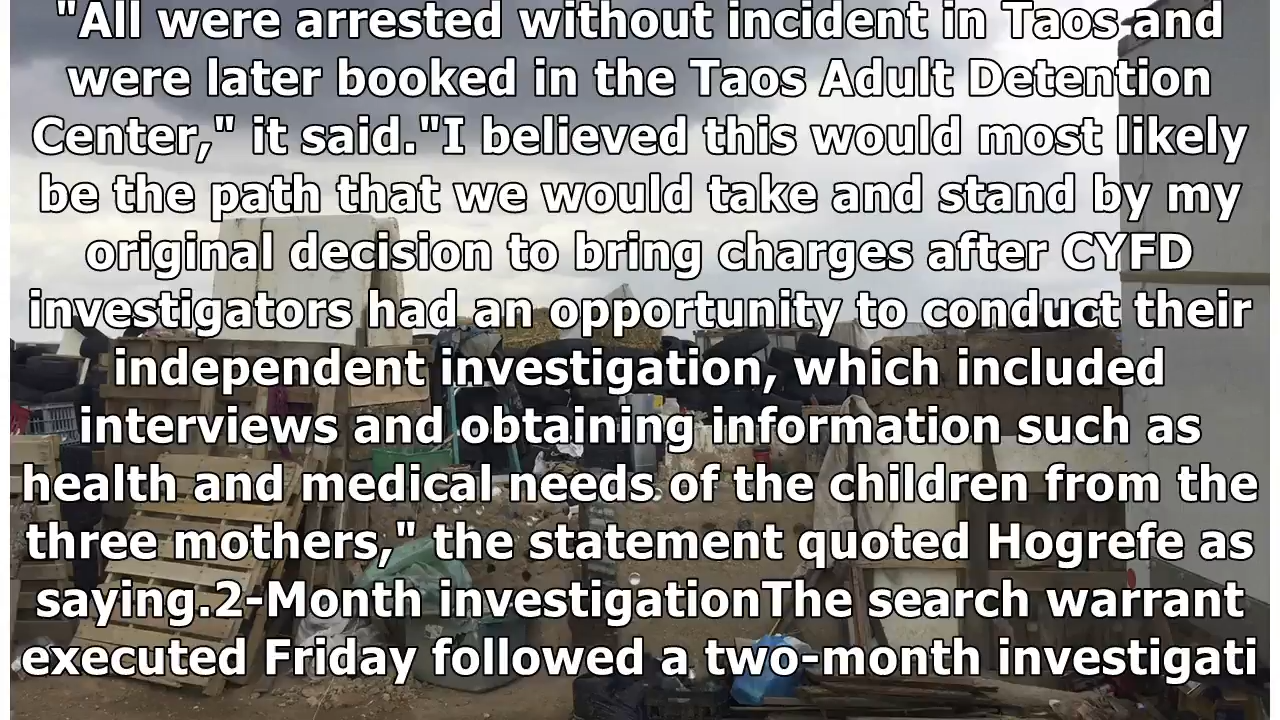 "All were arrested without incident in Taos and
were later booked in the Taos Adult Detention
Center," it said."I believed this would most likely
be the path that we would take and stand by my
original decision to bring charges after CYFD
investigators had an opportunity to conduct their
independent investigation, which included
interviews and obtaining information such as
health and medical needs of the children from the
three mothers," the statement quoted Hogrefe as
saying.2-Month investigationThe search warrant
executed Friday followed a two-month investigati